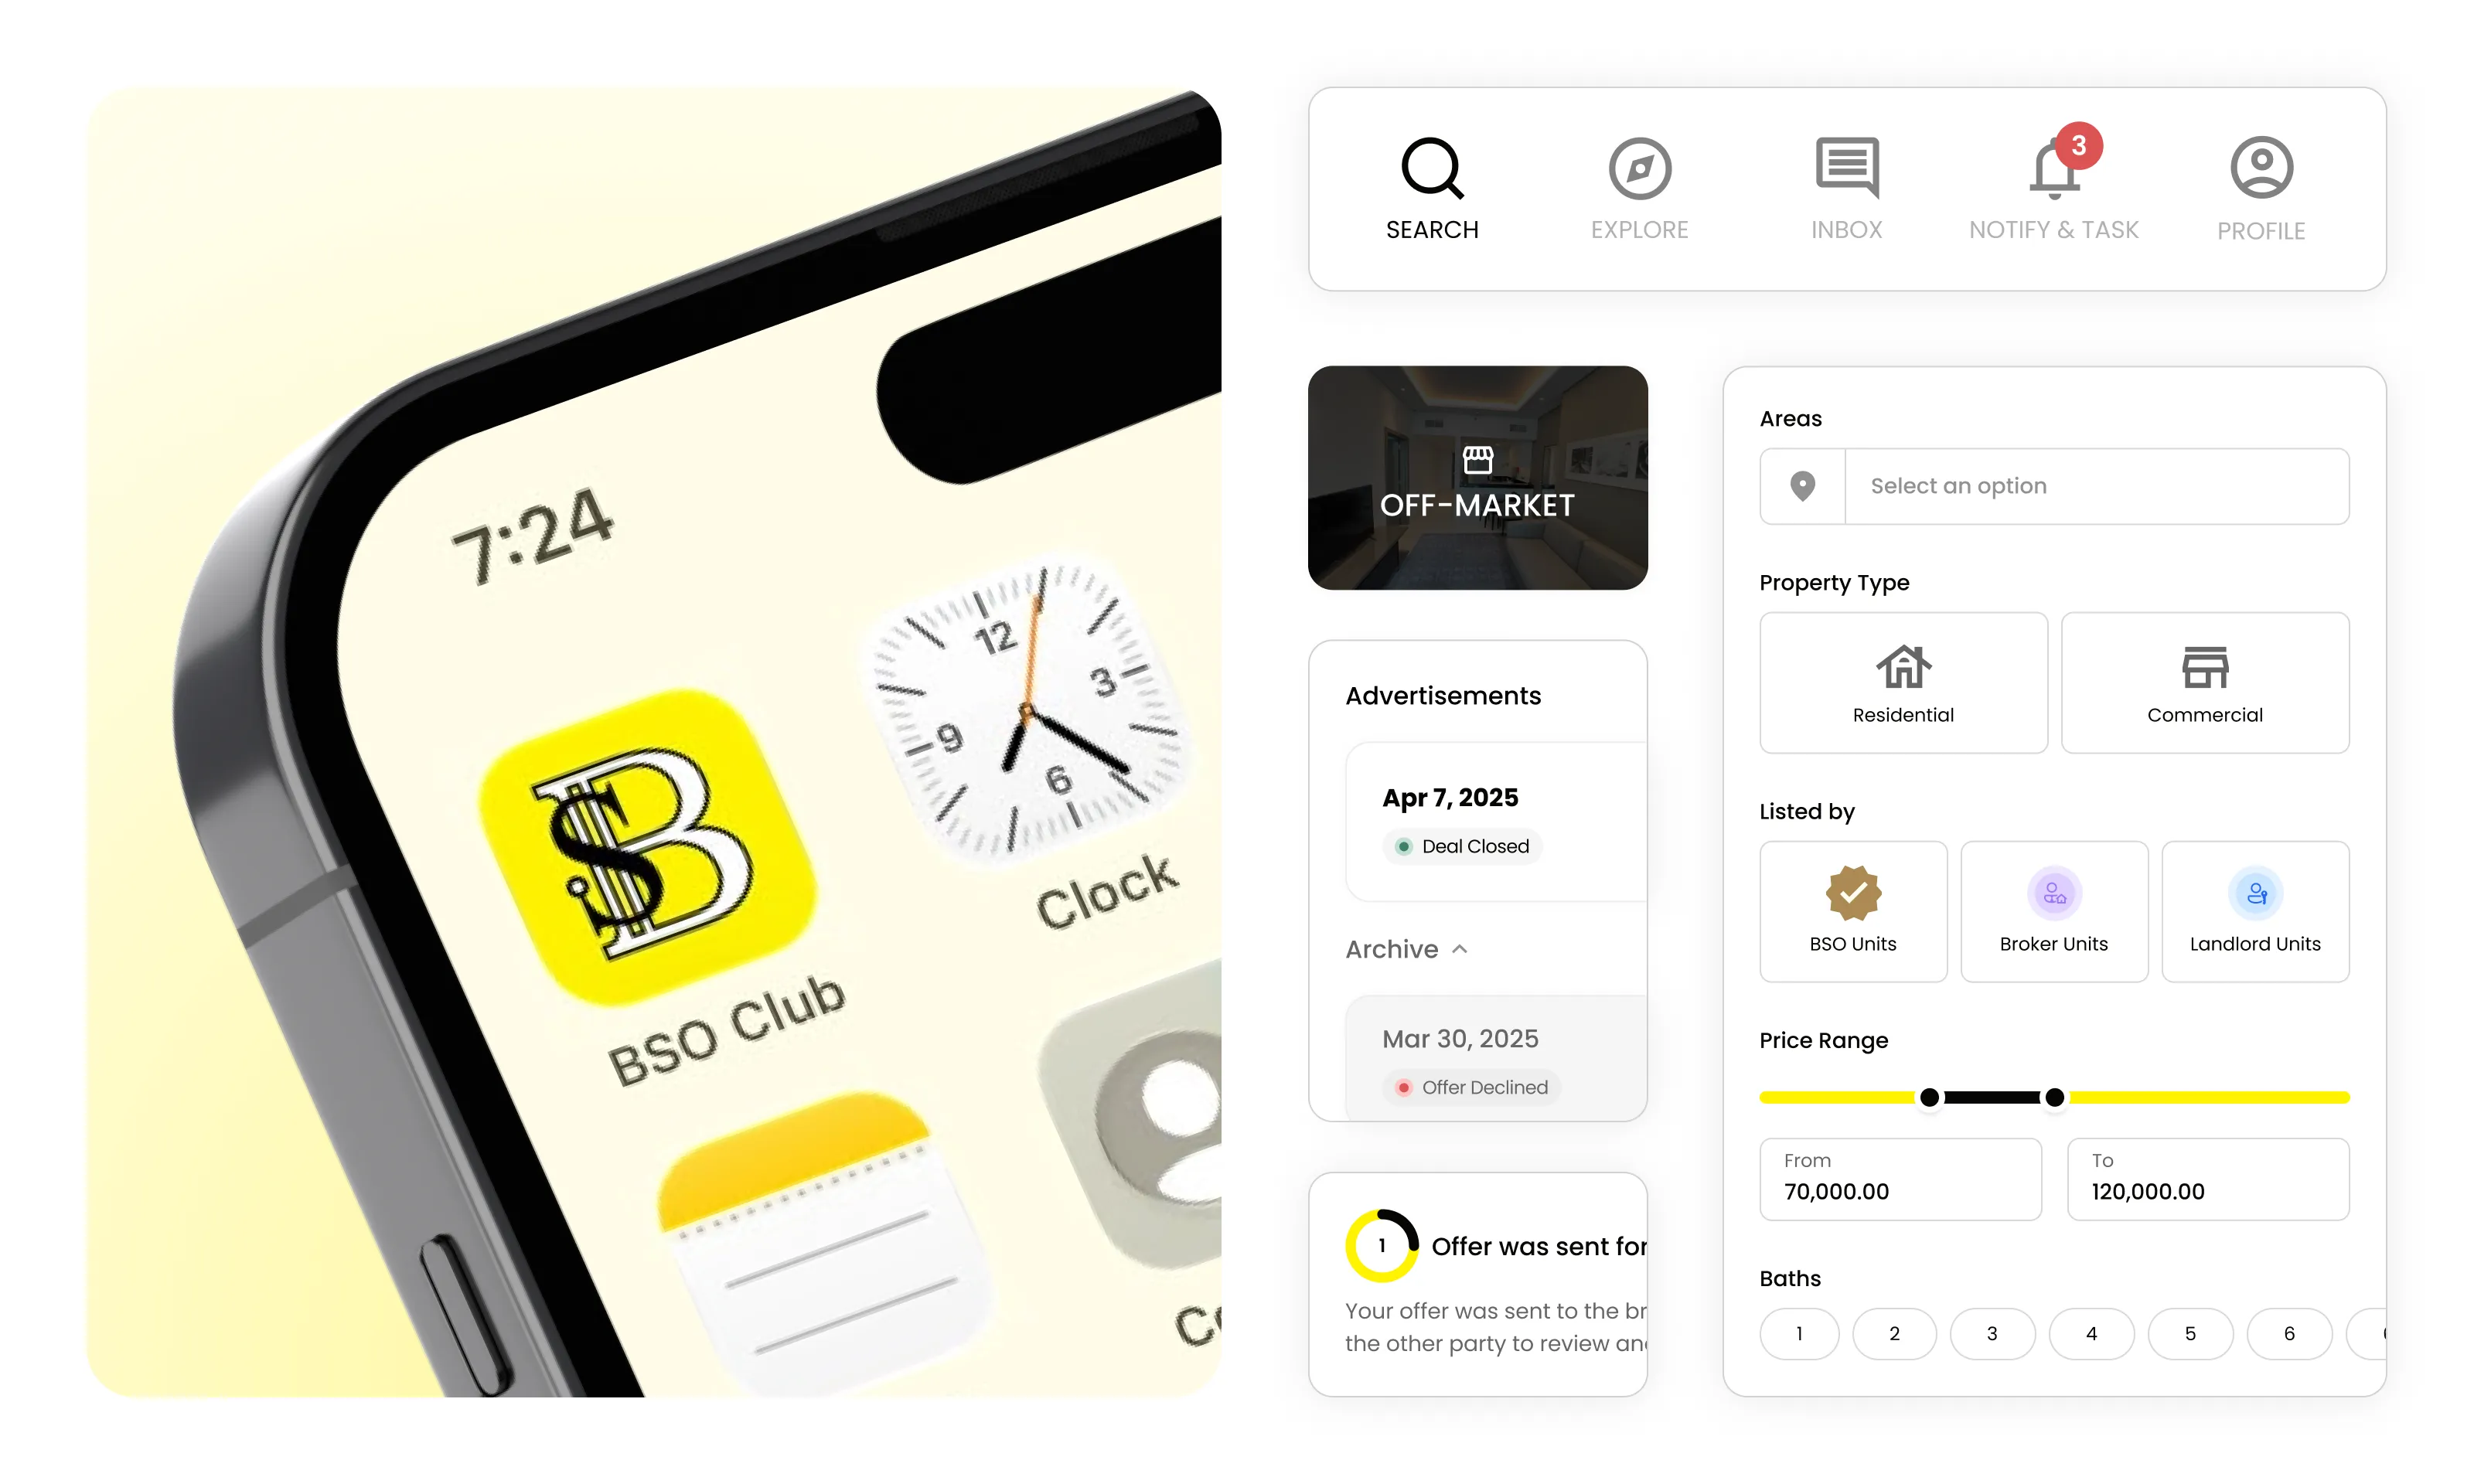 7:24
12
3
9
6
Clock
SB
BSO Club
SEARCH
EXPLORE
INBOX
3
NOTIFY & TASK
PROFILE
OFF-MARKET
Advertisements
Apr 7, 2025
Deal Closed
Archive
Mar 30, 2025
Offer Declined
1
Offer was sent for
Your offer was sent to the br
the other party to review an
Areas
Select an option
Property Type
Residential
Commercial
Listed by
BSO Units
Broker Units
Landlord Units
Price Range
From
70,000.00
To
120,000.00
Baths
1
2
3
4
5
6